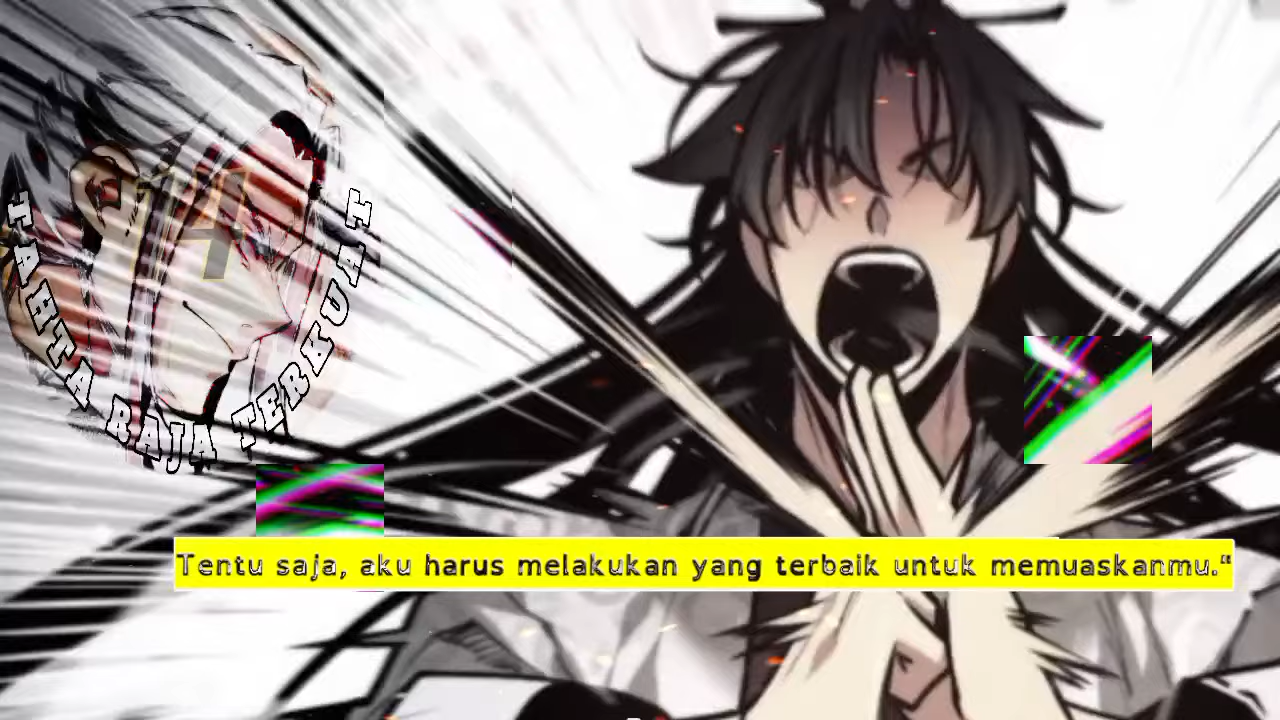 TAHTA RAJA TERKUAT
Tentu saja, aku harus melakukan yang terbaik untuk memuaskanmu.“